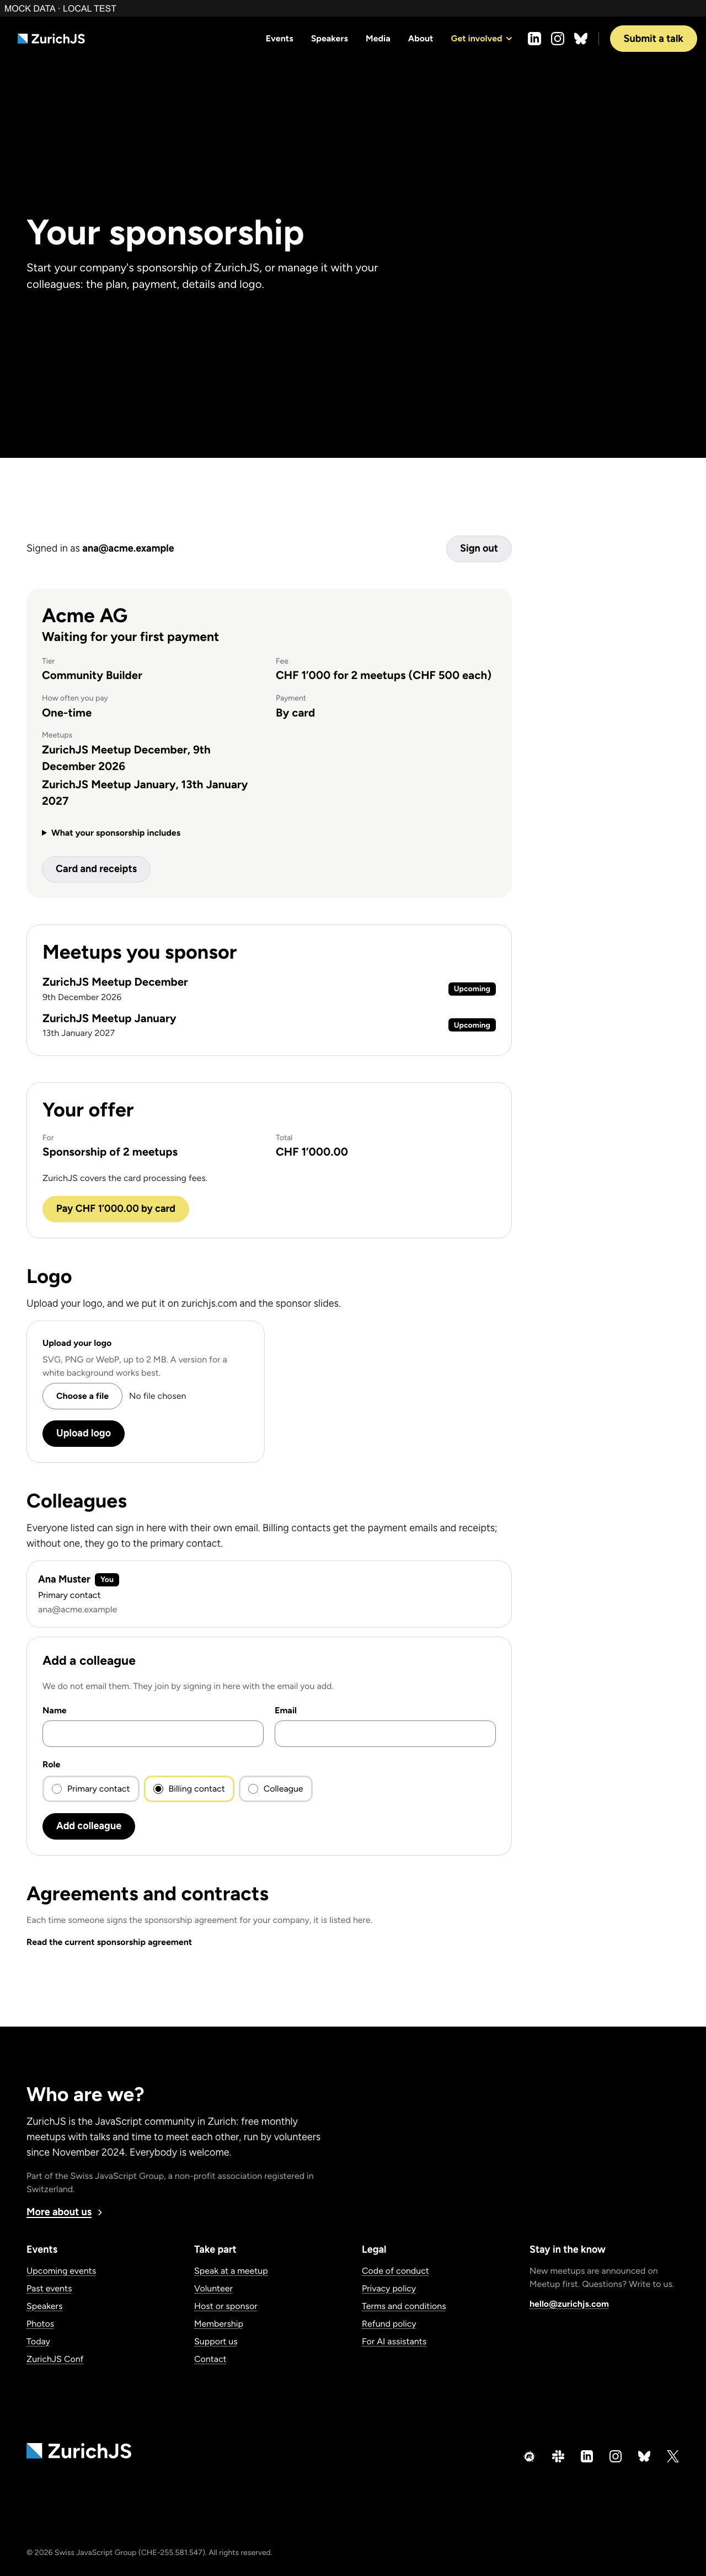 MOCK DATA · LOCAL TEST
ZurichJS
Events
Speakers
Media
About
Get involved
Submit a talk
Your sponsorship
Start your company's sponsorship of ZurichJS, or manage it with your
colleagues: the plan, payment, details and logo.
Signed in as ana@acme.example
Sign out
Acme AG
Waiting for your first payment
Tier
Community Builder
Fee
CHF 1’000 for 2 meetups (CHF 500 each)
How often you pay
One-time
Payment
By card
Meetups
ZurichJS Meetup December, 9th
December 2026
ZurichJS Meetup January, 13th January
2027
What your sponsorship includes
Card and receipts
Meetups you sponsor
ZurichJS Meetup December
9th December 2026
Upcoming
ZurichJS Meetup January
13th January 2027
Upcoming
Your offer
For
Sponsorship of 2 meetups
Total
CHF 1’000.00
ZurichJS covers the card processing fees.
Pay CHF 1’000.00 by card
Logo
Upload your logo, and we put it on zurichjs.com and the sponsor slides.
Upload your logo
SVG, PNG or WebP, up to 2 MB. A version for a
white background works best.
Choose a file
No file chosen
Upload logo
Colleagues
Everyone listed can sign in here with their own email. Billing contacts get the payment emails and receipts;
without one, they go to the primary contact.
Ana Muster
You
Primary contact
ana@acme.example
Add a colleague
We do not email them. They join by signing in here with the email you add.
Name
Email
Role
Primary contact
Billing contact
Colleague
Add colleague
Agreements and contracts
Each time someone signs the sponsorship agreement for your company, it is listed here.
Read the current sponsorship agreement
Who are we?
ZurichJS is the JavaScript community in Zurich: free monthly
meetups with talks and time to meet each other, run by volunteers
since November 2024. Everybody is welcome.
Part of the Swiss JavaScript Group, a non-profit association registered in
Switzerland.
More about us
Events
Upcoming events
Past events
Speakers
Photos
Today
ZurichJS Conf
Take part
Speak at a meetup
Volunteer
Host or sponsor
Membership
Support us
Contact
Legal
Code of conduct
Privacy policy
Terms and conditions
Refund policy
For AI assistants
Stay in the know
New meetups are announced on
Meetup first. Questions? Write to us.
hello@zurichjs.com
ZurichJS
© 2026 Swiss JavaScript Group (CHE-255.581.547). All rights reserved.